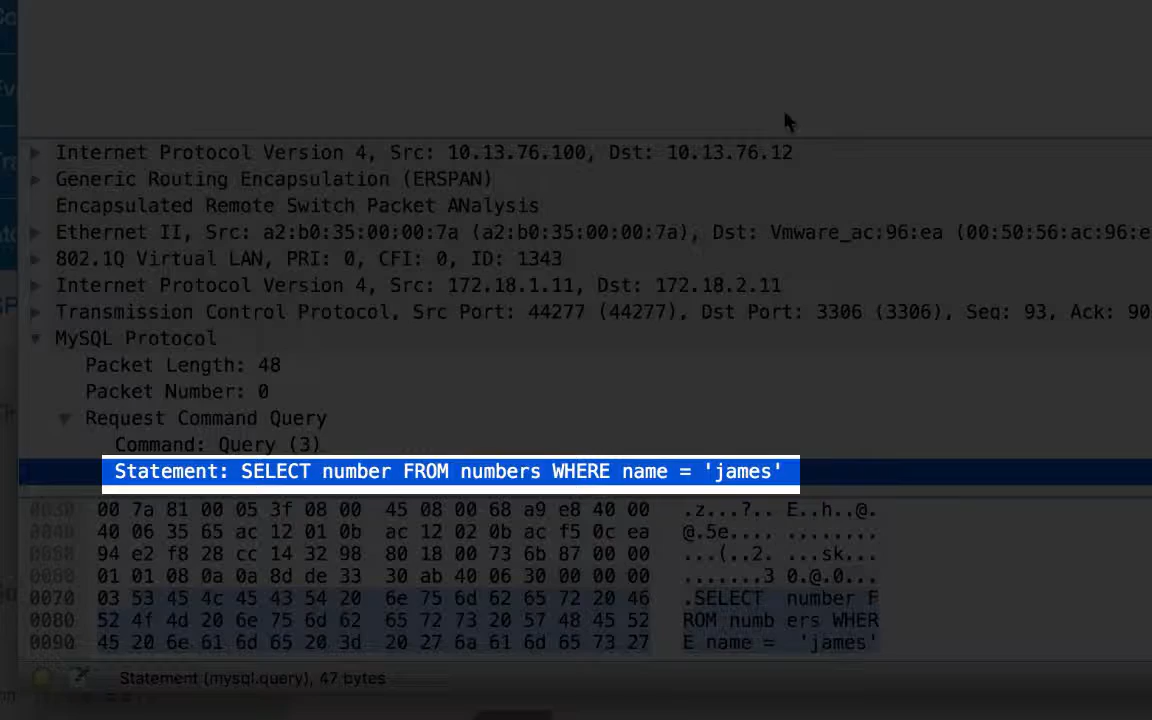 Internet Protocol Version 4, Src: 10.13.76.100, Dst: 10.13.76.12
Generic Routing Encapsulation (ERSPAN)
Encapsulated Remote Switch Packet ANalysis
Ethernet II, Src: a2:b0:35:00:00:7a (a2:b0:35:00:00:7a), Dst: Vmware_ac:96:ea (00:50:56:ac:96:e
802.1Q Virtual LAN, PRI: 0, CFI: 0, ID: 1343
Internet Protocol Version 4, Src: 172.18.1.11, Dst: 172.18.2.11
Transmission Control Protocol, Src Port: 44277 (44277), Dst Port: 3306 (3306), Seq: 93, Ack: 90
MySQL Protocol
Packet Length: 48
Packet Number: 0
Request Command Query
Command: Query (3)
Statement: SELECT number FROM numbers WHERE name = 'james'
0030 00 7a 81 00 05 3f 08 00 45 08 00 68 a9 e8 40 00 .z...?.. E..h..@.
0040 40 06 35 65 ac 12 01 0b ac 12 02 0b ac f5 0c ea @.5e.... ........
0050 94 e2 f8 28 cc 14 32 98 80 18 00 73 6b 87 00 00 ...(..2. ...sk...
0060 01 01 08 0a 0a 8d de 33 30 ab 40 06 30 00 00 00 .......3 0.@.0...
0070 03 53 45 4c 45 43 54 20 6e 75 6d 62 65 72 20 46 .SELECT number F
0080 52 4f 4d 20 6e 75 6d 62 65 72 73 20 57 48 45 52 ROM numb ers WHER
0090 45 20 6e 61 6d 65 20 3d 20 27 6a 61 6d 65 73 27 E name = 'james'
Statement (mysql.query), 47 bytes